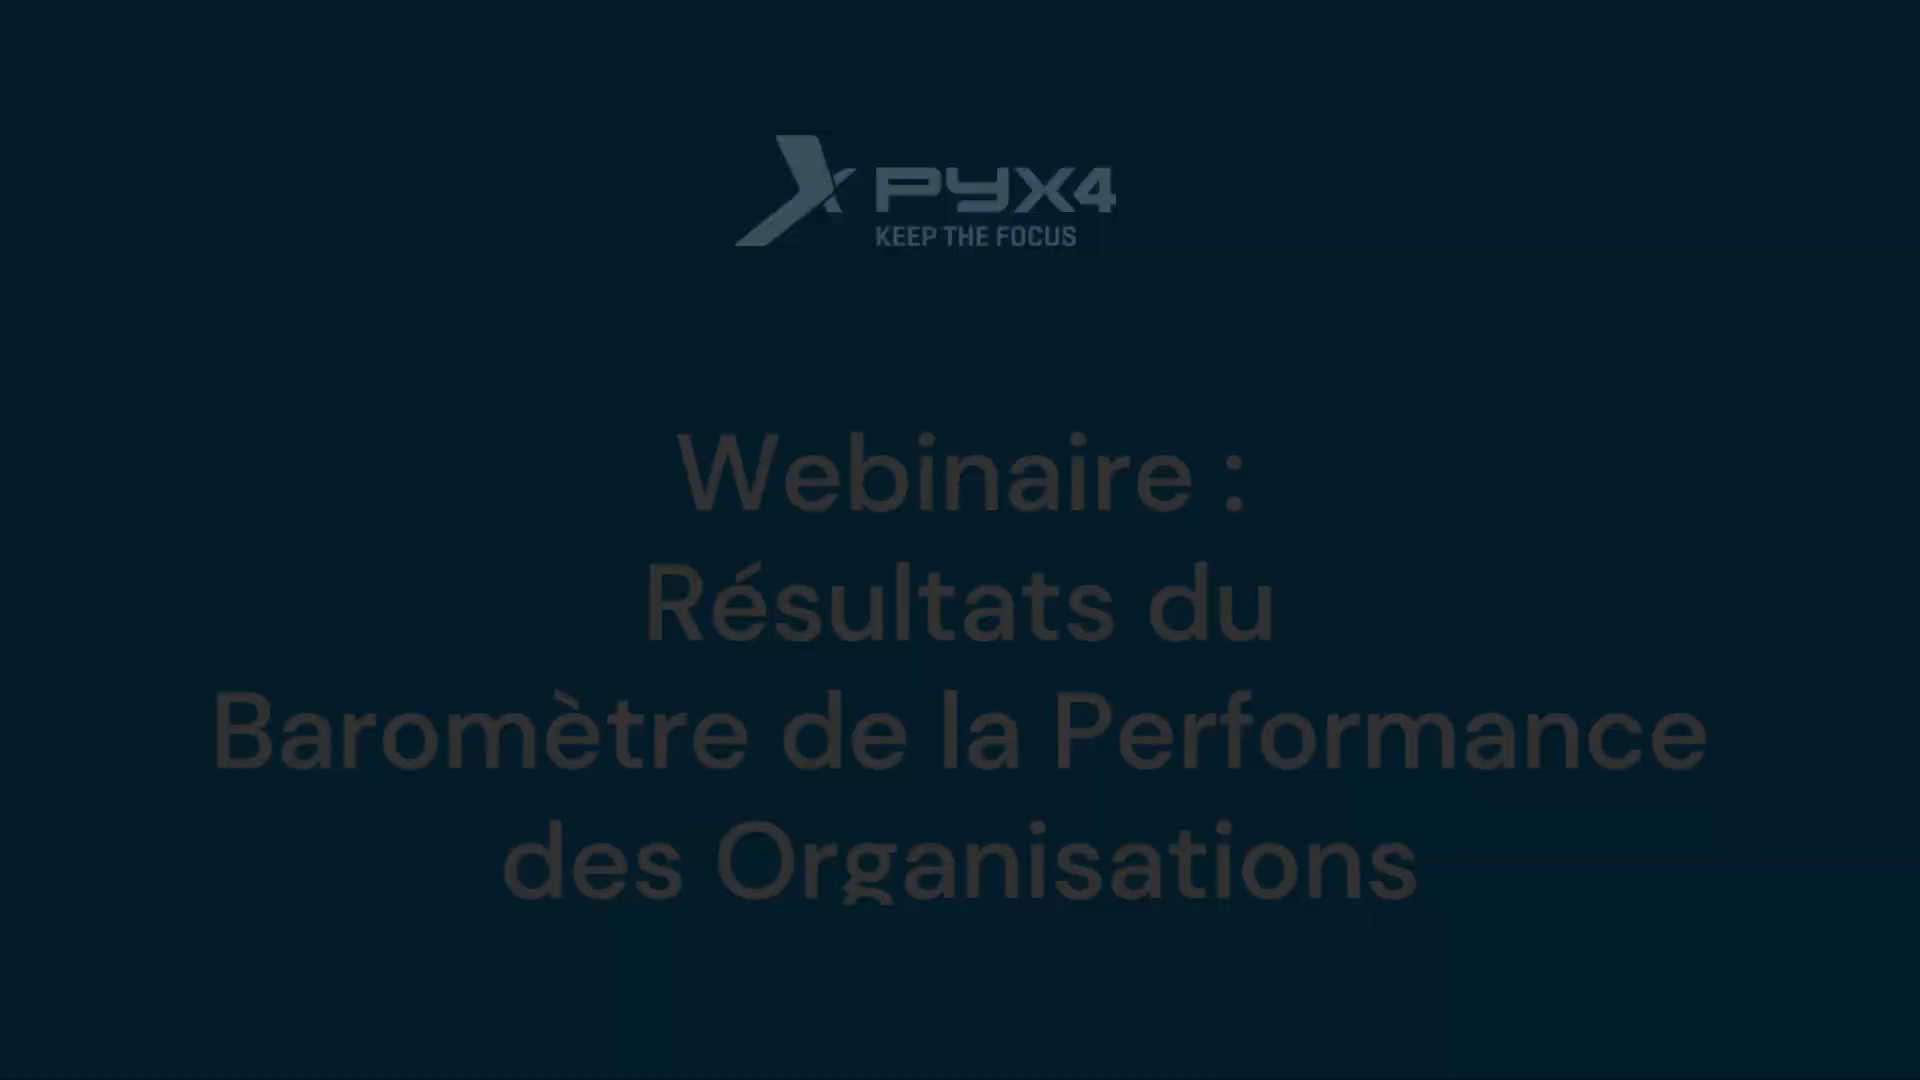 PYX4
KEEP THE FOCUS
Webinaire :
Résultats du
Baromètre de la Performance
des Organisations